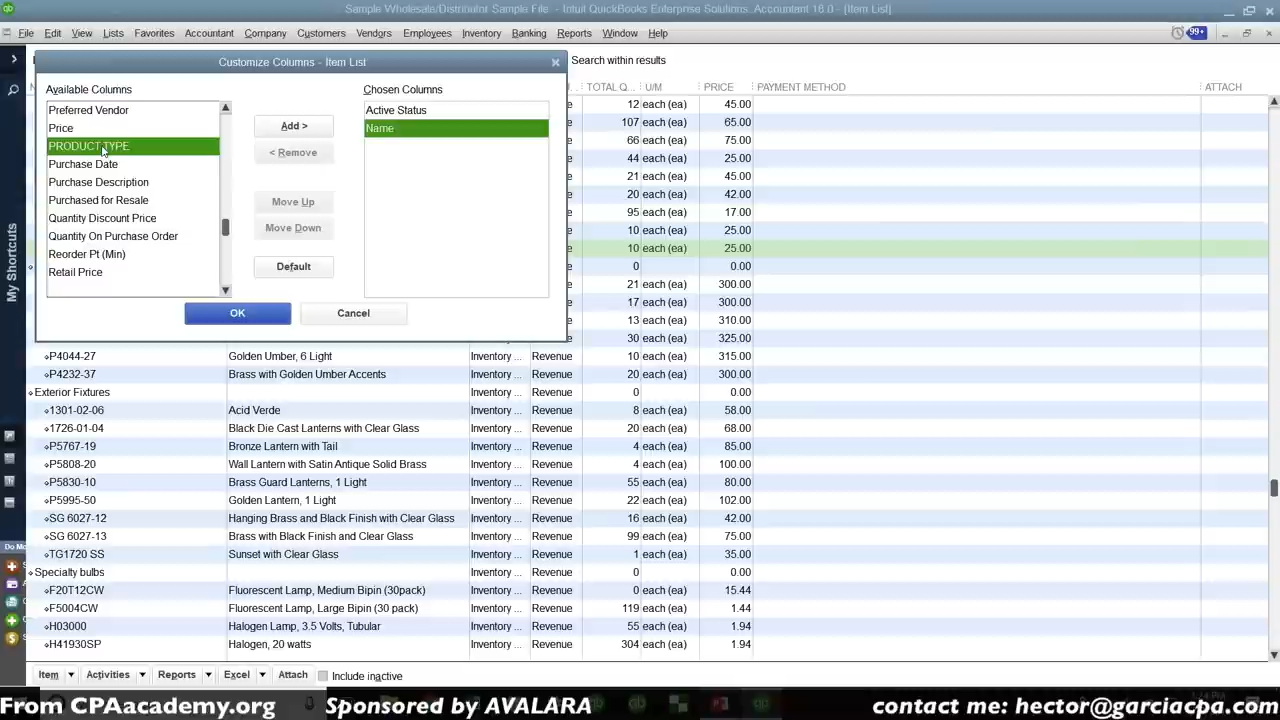 Sample Wholesale/Distributor Sample File - Intuit QuickBooks Enterprise Solutions: Accountant 18.0 - [Item List]
File Edit View Lists Favorites Accountant Company Customers Vendors Employees Inventory Banking Reports Window Help 99+
Customize Columns - Item List
Search within results
Available Columns
Chosen Columns
Preferred Vendor
Price
PRODUCT TYPE
Purchase Date
Purchase Description
Purchased for Resale
Quantity Discount Price
Quantity On Purchase Order
Reorder Pt (Min)
Retail Price
Add >
< Remove
Move Up
Move Down
Default
Active Status
Name
OK
Cancel
TOTAL Q... U/M PRICE PAYMENT METHOD ATTACH
12 each (ea) 45.00
107 each (ea) 65.00
66 each (ea) 75.00
44 each (ea) 25.00
21 each (ea) 45.00
20 each (ea) 42.00
95 each (ea) 17.00
10 each (ea) 25.00
10 each (ea) 25.00
0 0.00
21 each (ea) 300.00
17 each (ea) 300.00
13 each (ea) 310.00
30 each (ea) 325.00
P4044-27 Golden Umber, 6 Light Inventory ... Revenue 10 each (ea) 315.00
P4232-37 Brass with Golden Umber Accents Inventory ... Revenue 20 each (ea) 300.00
Exterior Fixtures 0 0.00
1301-02-06 Acid Verde Inventory ... Revenue 8 each (ea) 58.00
1726-01-04 Black Die Cast Lanterns with Clear Glass Inventory ... Revenue 20 each (ea) 68.00
P5767-19 Bronze Lantern with Tail Inventory ... Revenue 4 each (ea) 85.00
P5808-20 Wall Lantern with Satin Antique Solid Brass Inventory ... Revenue 4 each (ea) 100.00
P5830-10 Brass Guard Lanterns, 1 Light Inventory ... Revenue 55 each (ea) 80.00
P5995-50 Golden Lantern, 1 Light Inventory ... Revenue 22 each (ea) 102.00
SG 6027-12 Hanging Brass and Black Finish with Clear Glass Inventory ... Revenue 16 each (ea) 42.00
SG 6027-13 Brass with Black Finish and Clear Glass Inventory ... Revenue 99 each (ea) 75.00
TG1720 SS Sunset with Clear Glass Inventory ... Revenue 1 each (ea) 35.00
Specialty bulbs 0 0.00
F20T12CW Fluorescent Lamp, Medium Bipin (30pack) Inventory ... Revenue 0 each (ea) 15.44
F5004CW Fluorescent Lamp, Large Bipin (30 pack) Inventory ... Revenue 119 each (ea) 1.44
H03000 Halogen Lamp, 3.5 Volts, Tubular Inventory ... Revenue 55 each (ea) 1.94
H41930SP Halogen, 20 watts Inventory ... Revenue 304 each (ea) 1.94
My Shortcuts
Item Activities Reports Excel Attach Include inactive
From CPAacademy.org Sponsored by AVALARA contact me: hector@garciacpa.com